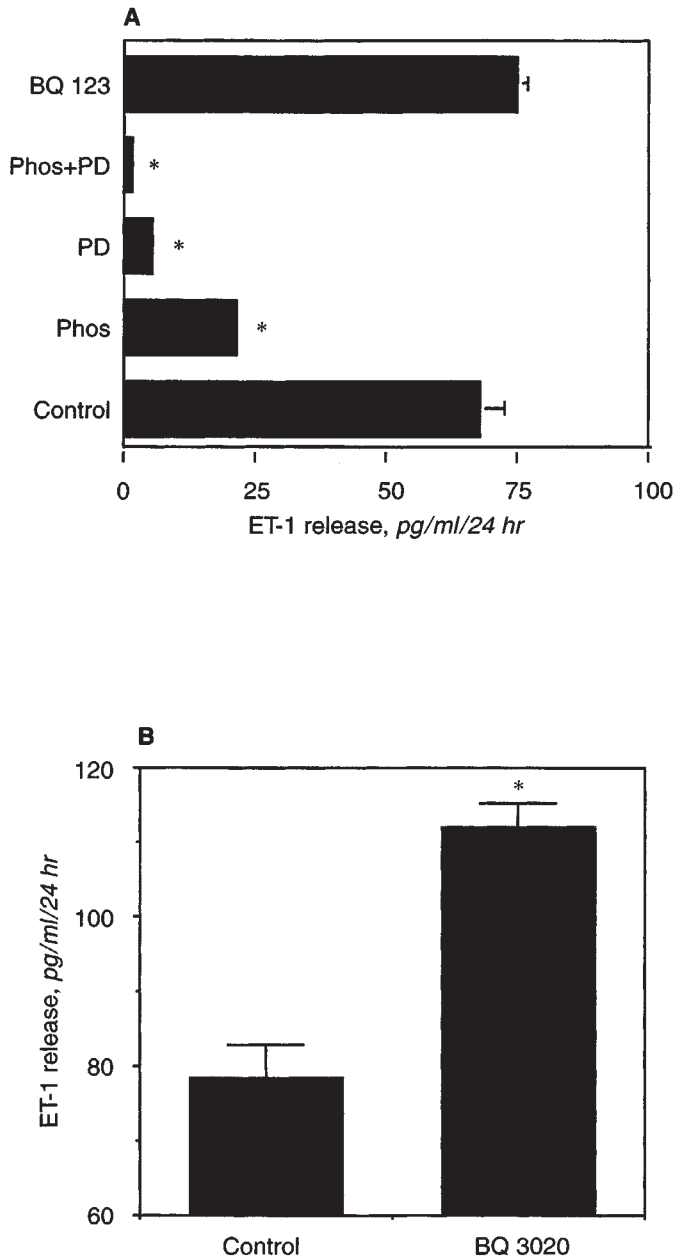 A
BQ 123
Phos+PD
*
PD
*
Phos
*
Control
0 25 50 75 100
ET-1 release, pg/ml/24 hr
B
120
*
100
80
60
ET-1 release, pg/ml/24 hr
Control BQ 3020